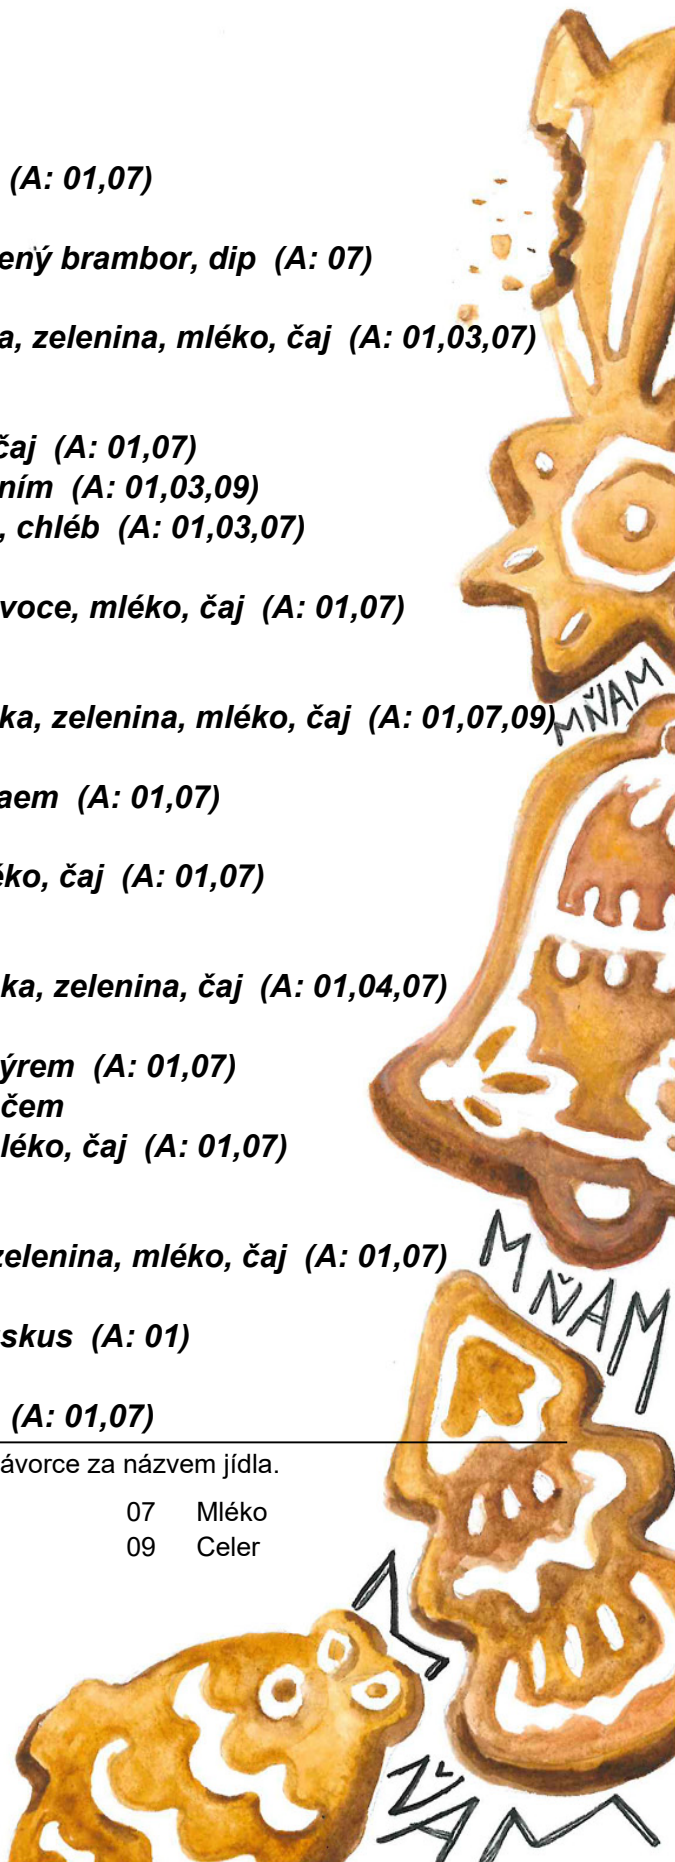 (A: 01,07)
ený brambor, dip (A: 07)
a, zelenina, mléko, čaj (A: 01,03,07)
čaj (A: 01,07)
ním (A: 01,03,09)
, chléb (A: 01,03,07)
voce, mléko, čaj (A: 01,07)
MŇAM
ka, zelenina, mléko, čaj (A: 01,07,09)
aem (A: 01,07)
éko, čaj (A: 01,07)
ka, zelenina, čaj (A: 01,04,07)
ýrem (A: 01,07)
čem
léko, čaj (A: 01,07)
zelenina, mléko, čaj (A: 01,07)
MŇAM
skus (A: 01)
(A: 01,07)
ávorce za názvem jídla.
07 Mléko
09 Celer
MŇAM